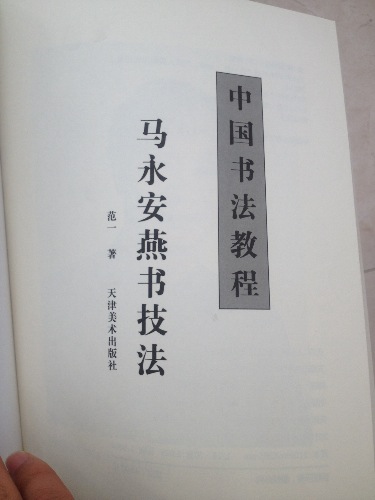 中国书法教程
马永安燕书技法
范一 著 天津美术出版社